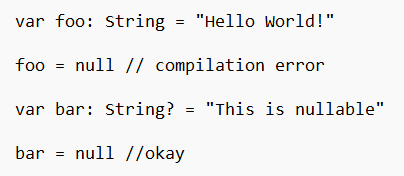 var foo: String = "Hello World!"
foo = null // compilation error
var bar: String? = "This is nullable"
bar = null //okay